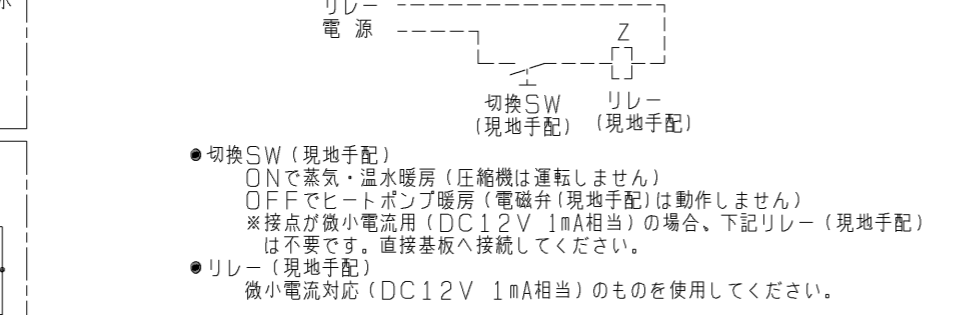 リレー
電 源
Z
切換SW
(現地手配)
リレー
(現地手配)
●切換SW(現地手配)
ONで蒸気・温水暖房(圧縮機は運転しません)
OFFでヒートポンプ暖房(電磁弁(現地手配)は動作しません)
※接点が微小電流用(DC12V 1mA相当)の場合、下記リレー(現地手配)
は不要です。直接基板へ接続してください。
●リレー(現地手配)
微小電流対応(DC12V 1mA相当)のものを使用してください。